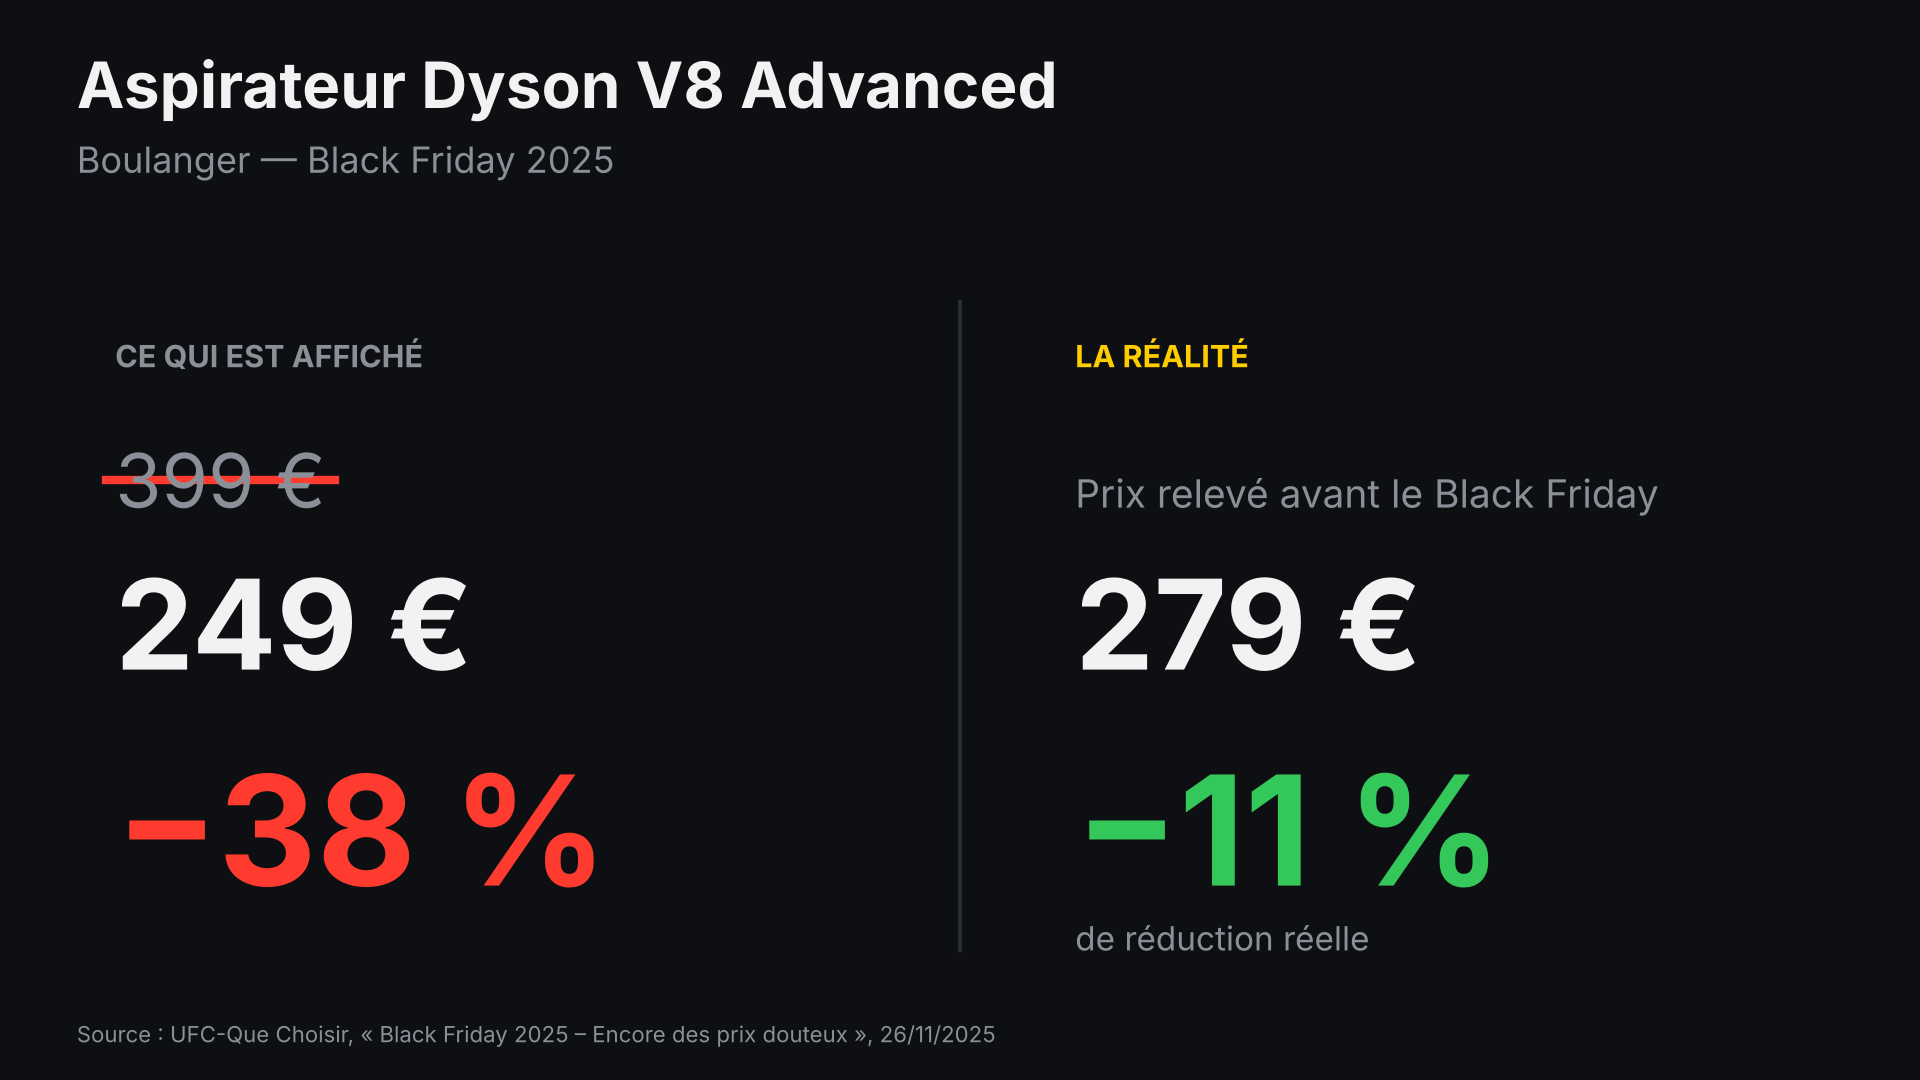 Aspirateur Dyson V8 Advanced
Boulanger — Black Friday 2025
CE QUI EST AFFICHÉ
399 €
249 €
−38 %
LA RÉALITÉ
Prix relevé avant le Black Friday
279 €
−11 %
de réduction réelle
Source : UFC-Que Choisir, « Black Friday 2025 – Encore des prix douteux », 26/11/2025